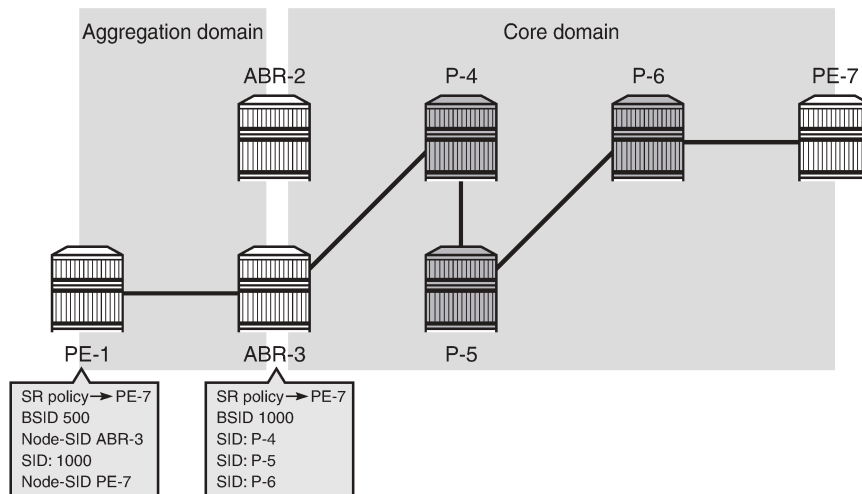 Aggregation domain
Core domain
ABR-2
P-4
P-6
PE-7
PE-1
ABR-3
P-5
SR policy → PE-7
BSID 500
Node-SID ABR-3
SID: 1000
Node-SID PE-7
SR policy → PE-7
BSID 1000
SID: P-4
SID: P-5
SID: P-6